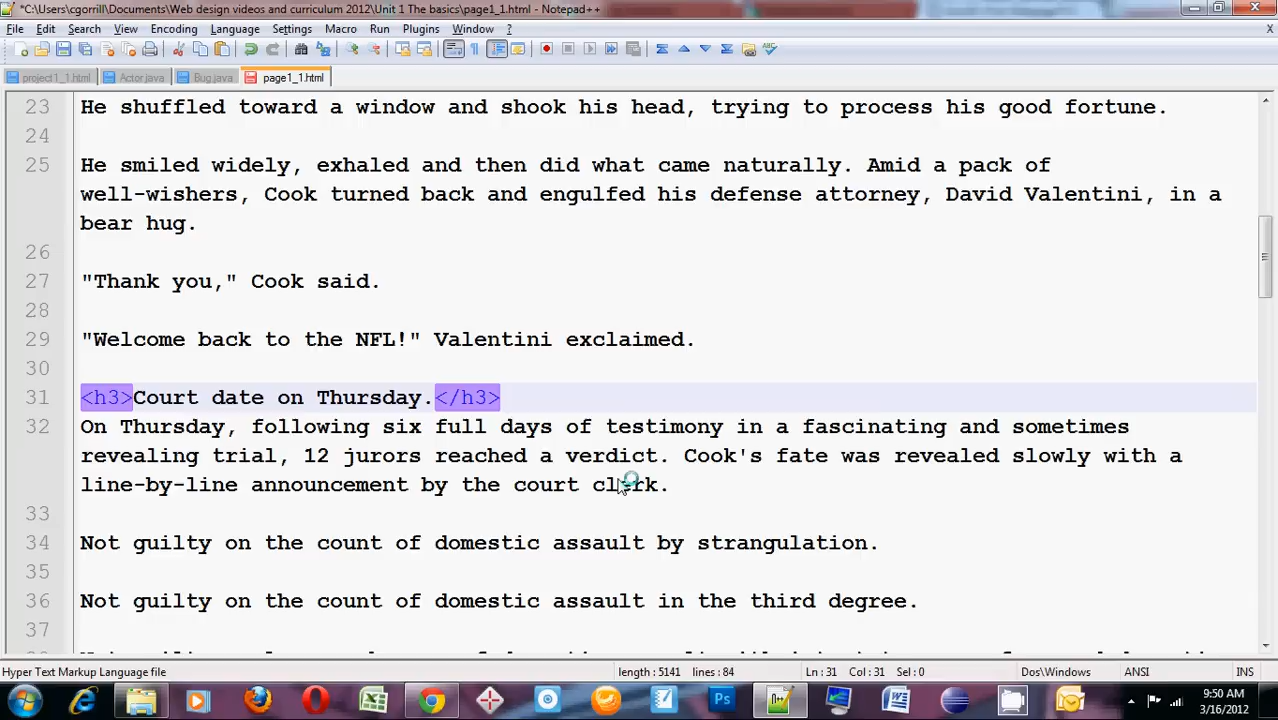 *C:\Users\cgorrill\Documents\Web design videos and curriculum 2012\Unit 1 The basics\page1_1.html - Notepad++
File Edit Search View Encoding Language Settings Macro Run Plugins Window ? X
project1_1.html Actor.java Bug.java page1_1.html
23 He shuffled toward a window and shook his head, trying to process his good fortune.
24
25 He smiled widely, exhaled and then did what came naturally. Amid a pack of
well-wishers, Cook turned back and engulfed his defense attorney, David Valentini, in a
bear hug.
26
27 "Thank you," Cook said.
28
29 "Welcome back to the NFL!" Valentini exclaimed.
30
31 <h3>Court date on Thursday.</h3>
32 On Thursday, following six full days of testimony in a fascinating and sometimes
revealing trial, 12 jurors reached a verdict. Cook's fate was revealed slowly with a
line-by-line announcement by the court clerk.
33
34 Not guilty on the count of domestic assault by strangulation.
35
36 Not guilty on the count of domestic assault in the third degree.
37
Hyper Text Markup Language file length : 5141 lines : 84 Ln : 31 Col : 31 Sel : 0 Dos\Windows ANSI INS
Ps
9:50 AM
3/16/2012